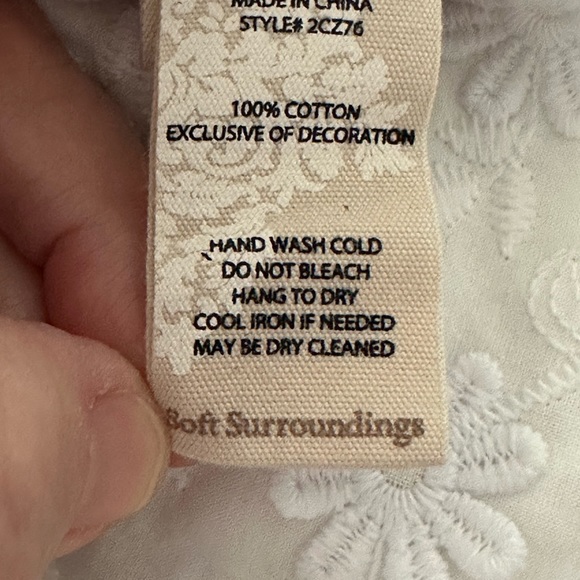 MADE IN CHINA
STYLE# 2CZ76
100% COTTON
EXCLUSIVE OF DECORATION
HAND WASH COLD
DO NOT BLEACH
HANG TO DRY
COOL IRON IF NEEDED
MAY BE DRY CLEANED
Soft Surroundings